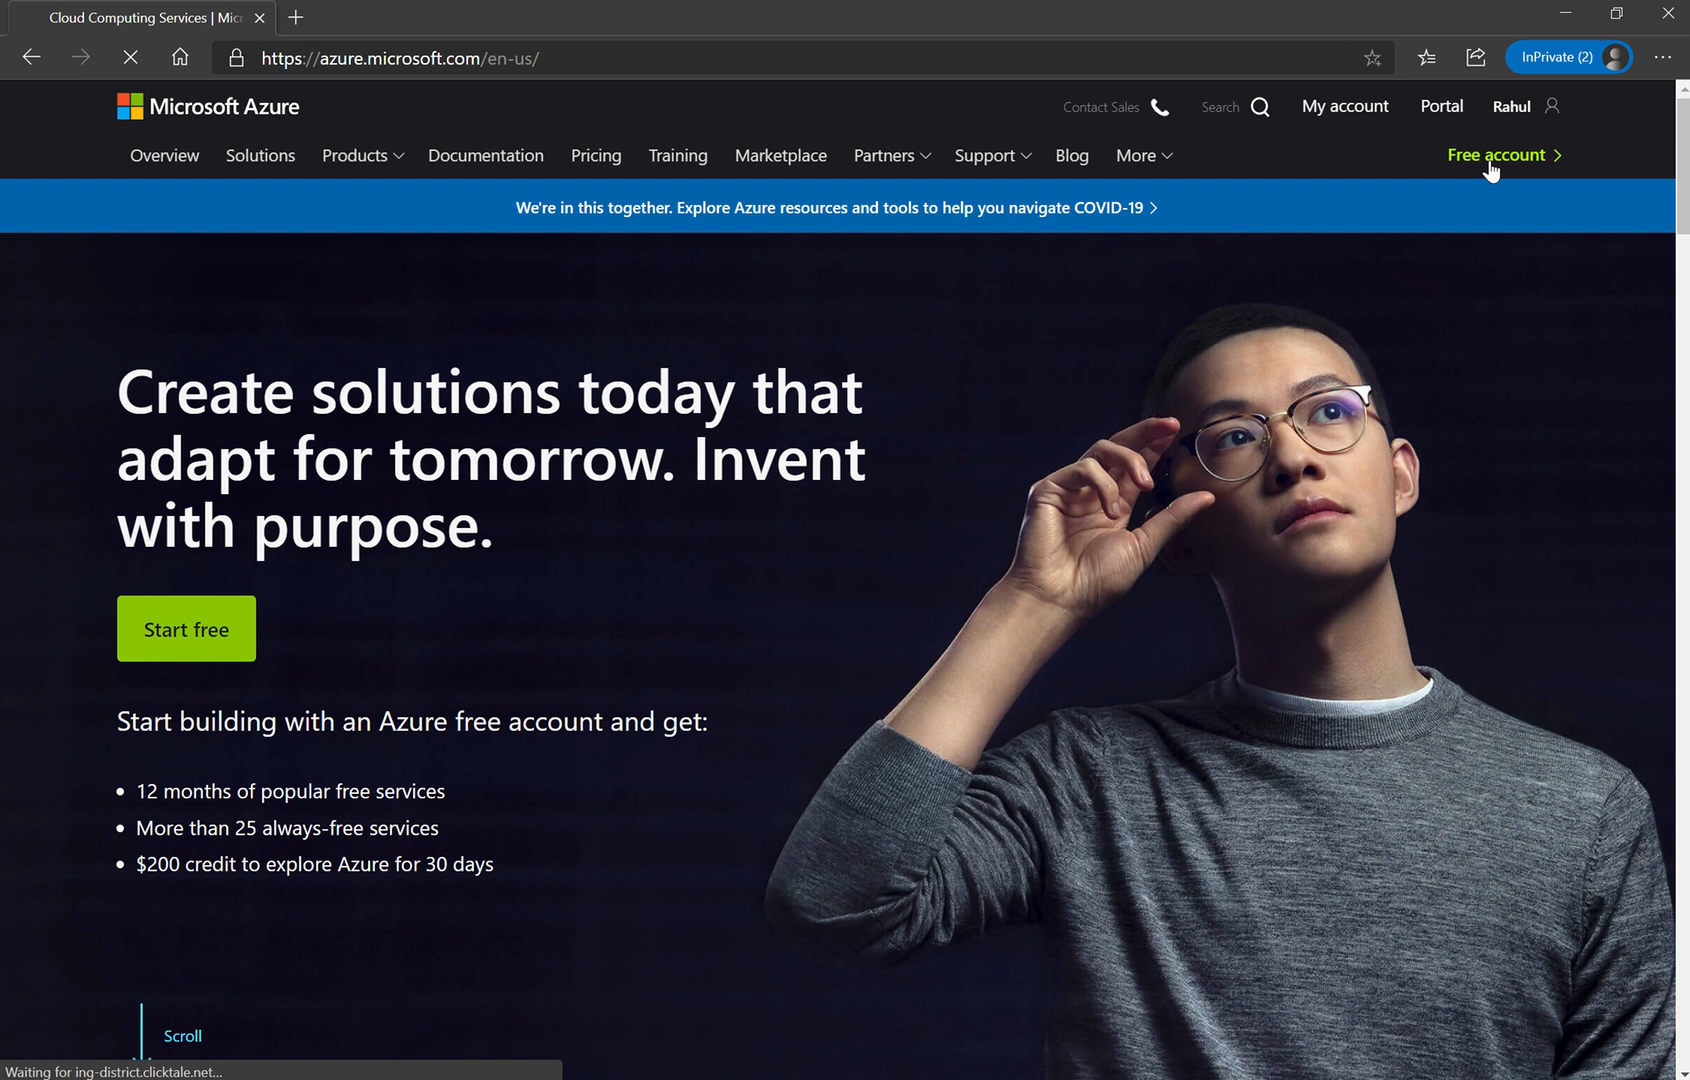 Cloud Computing Services | Mic
https://azure.microsoft.com/en-us/
InPrivate (2)
Microsoft Azure
Contact Sales
Search
My account
Portal
Rahul
Overview
Solutions
Products
Documentation
Pricing
Training
Marketplace
Partners
Support
Blog
More
Free account
We're in this together. Explore Azure resources and tools to help you navigate COVID-19
Create solutions today that
adapt for tomorrow. Invent
with purpose.
Start free
Start building with an Azure free account and get:
• 12 months of popular free services
• More than 25 always-free services
• $200 credit to explore Azure for 30 days
Scroll
Waiting for ing-district.clicktale.net...